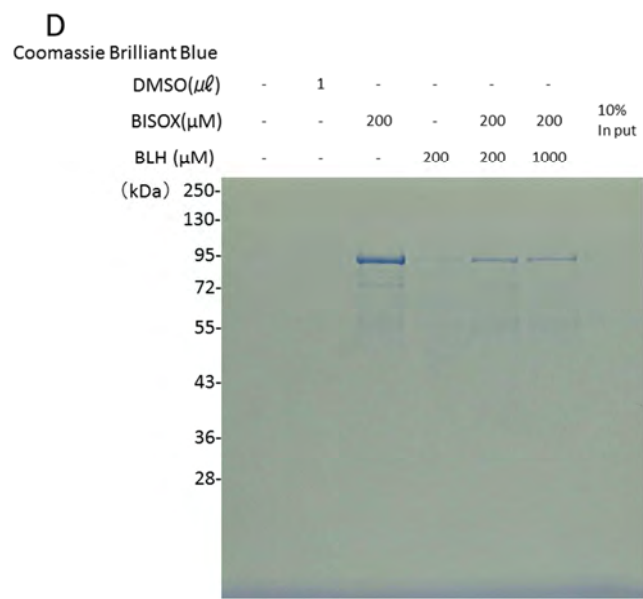 D
Coomassie Brilliant Blue
DMSO(μℓ) - 1 - - - -
BISOX(μM) - - 200 - 200 200 10% In put
BLH (μM) - - - 200 200 1000
(kDa) 250-
130-
95-
72-
55-
43-
36-
28-